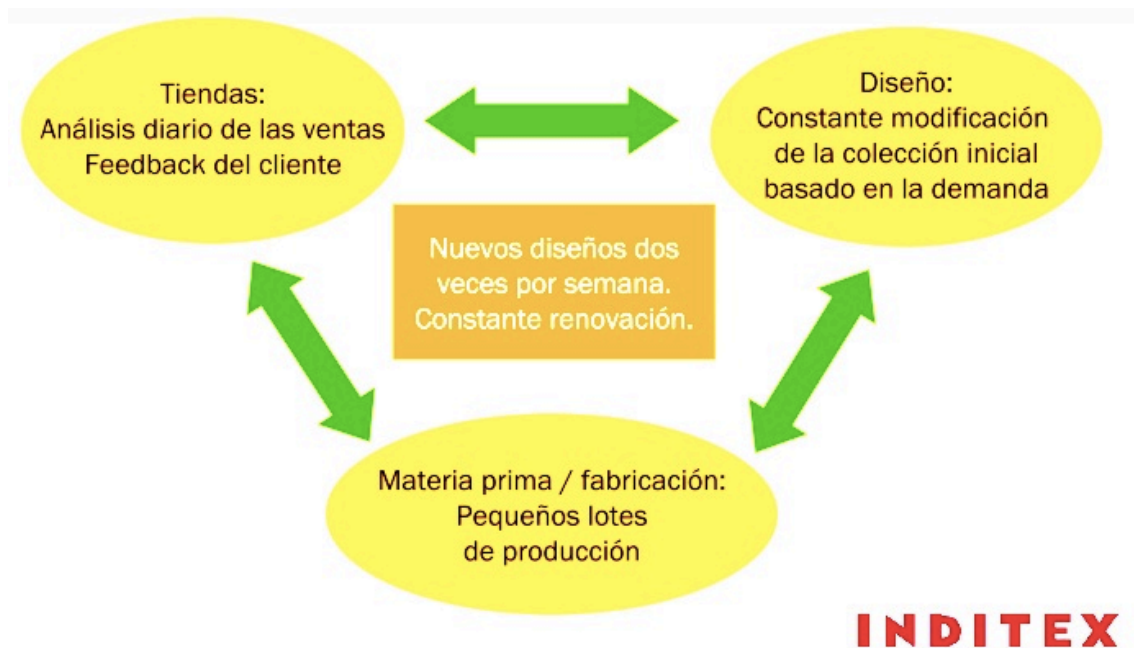 Tiendas:
Análisis diario de las ventas
Feedback del cliente
Diseño:
Constante modificación
de la colección inicial
basado en la demanda
Nuevos diseños dos
veces por semana.
Constante renovación.
Materia prima / fabricación:
Pequeños lotes
de producción
INDITEX